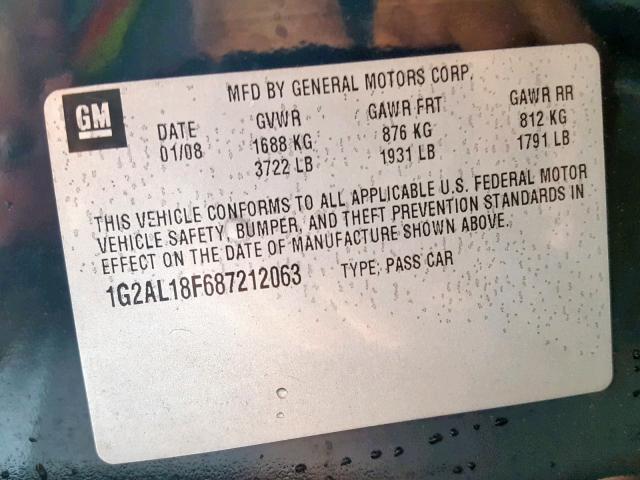 GM
MFD BY GENERAL MOTORS CORP.
DATE GVWR GAWR FRT GAWR RR
01/08 1688 KG 876 KG 812 KG
3722 LB 1931 LB 1791 LB
THIS VEHICLE CONFORMS TO ALL APPLICABLE U.S. FEDERAL MOTOR
VEHICLE SAFETY, BUMPER, AND THEFT PREVENTION STANDARDS IN
EFFECT ON THE DATE OF MANUFACTURE SHOWN ABOVE.
1G2AL18F687212063 TYPE: PASS CAR